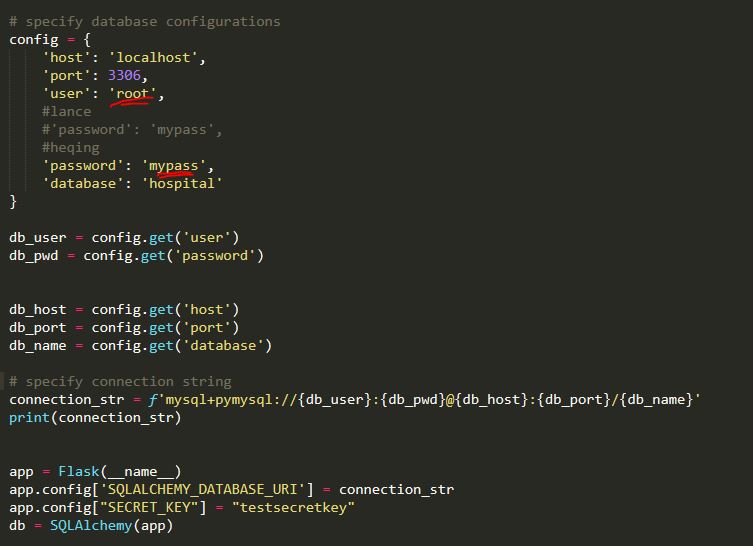 # specify database configurations
config = {
    'host': 'localhost',
    'port': 3306,
    'user': 'root',
    #lance
    #'password': 'mypass',
    #heqing
    'password': 'mypass',
    'database': 'hospital'
}
db_user = config.get('user')
db_pwd = config.get('password')
db_host = config.get('host')
db_port = config.get('port')
db_name = config.get('database')
# specify connection string
connection_str = f'mysql+pymysql://{db_user}:{db_pwd}@{db_host}:{db_port}/{db_name}'
print(connection_str)
app = Flask(__name__)
app.config['SQLALCHEMY_DATABASE_URI'] = connection_str
app.config["SECRET_KEY"] = "testsecretkey"
db = SQLAlchemy(app)